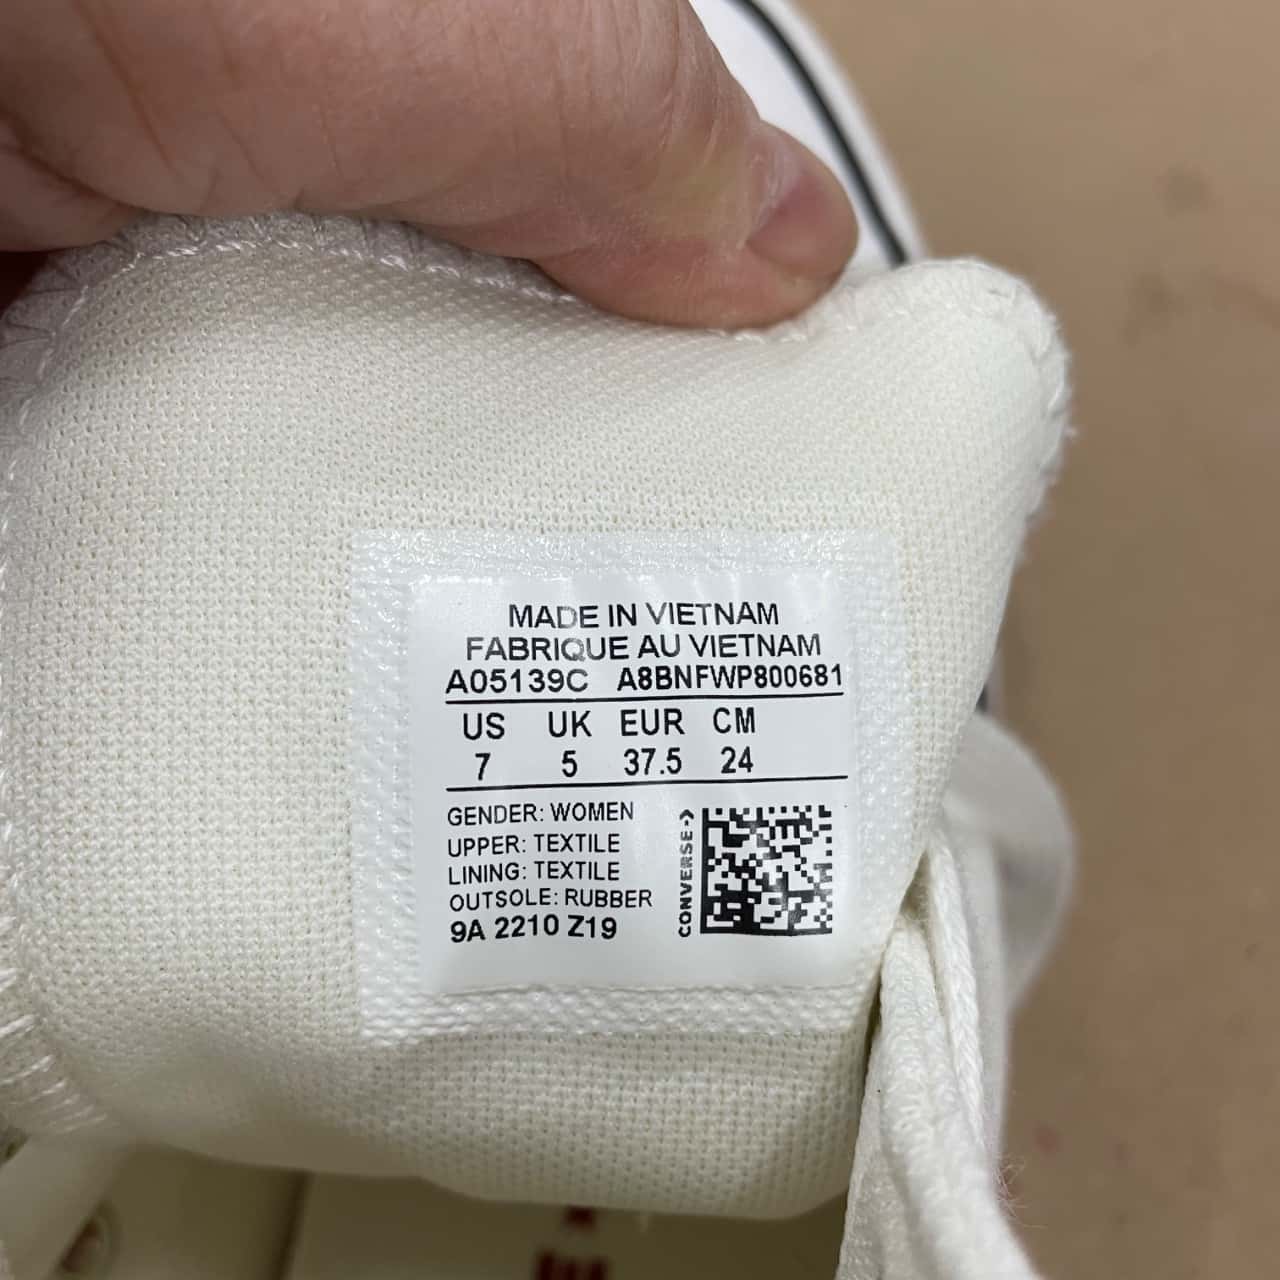 MADE IN VIETNAM
FABRIQUE AU VIETNAM
A05139C A8BNFWP800681
US UK EUR CM
7 5 37.5 24
GENDER: WOMEN
UPPER: TEXTILE
LINING: TEXTILE
OUTSOLE: RUBBER
9A 2210 Z19
CONVERSE